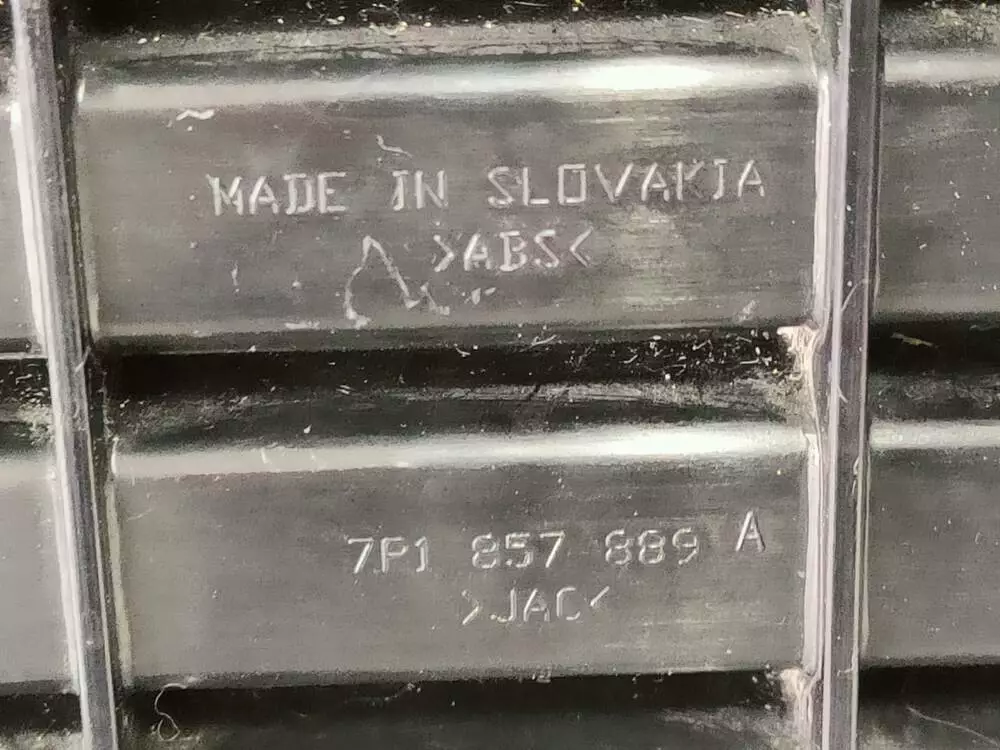 MADE IN SLOVAKIA
>ABS<
7P1 857 889 A
>JAC<